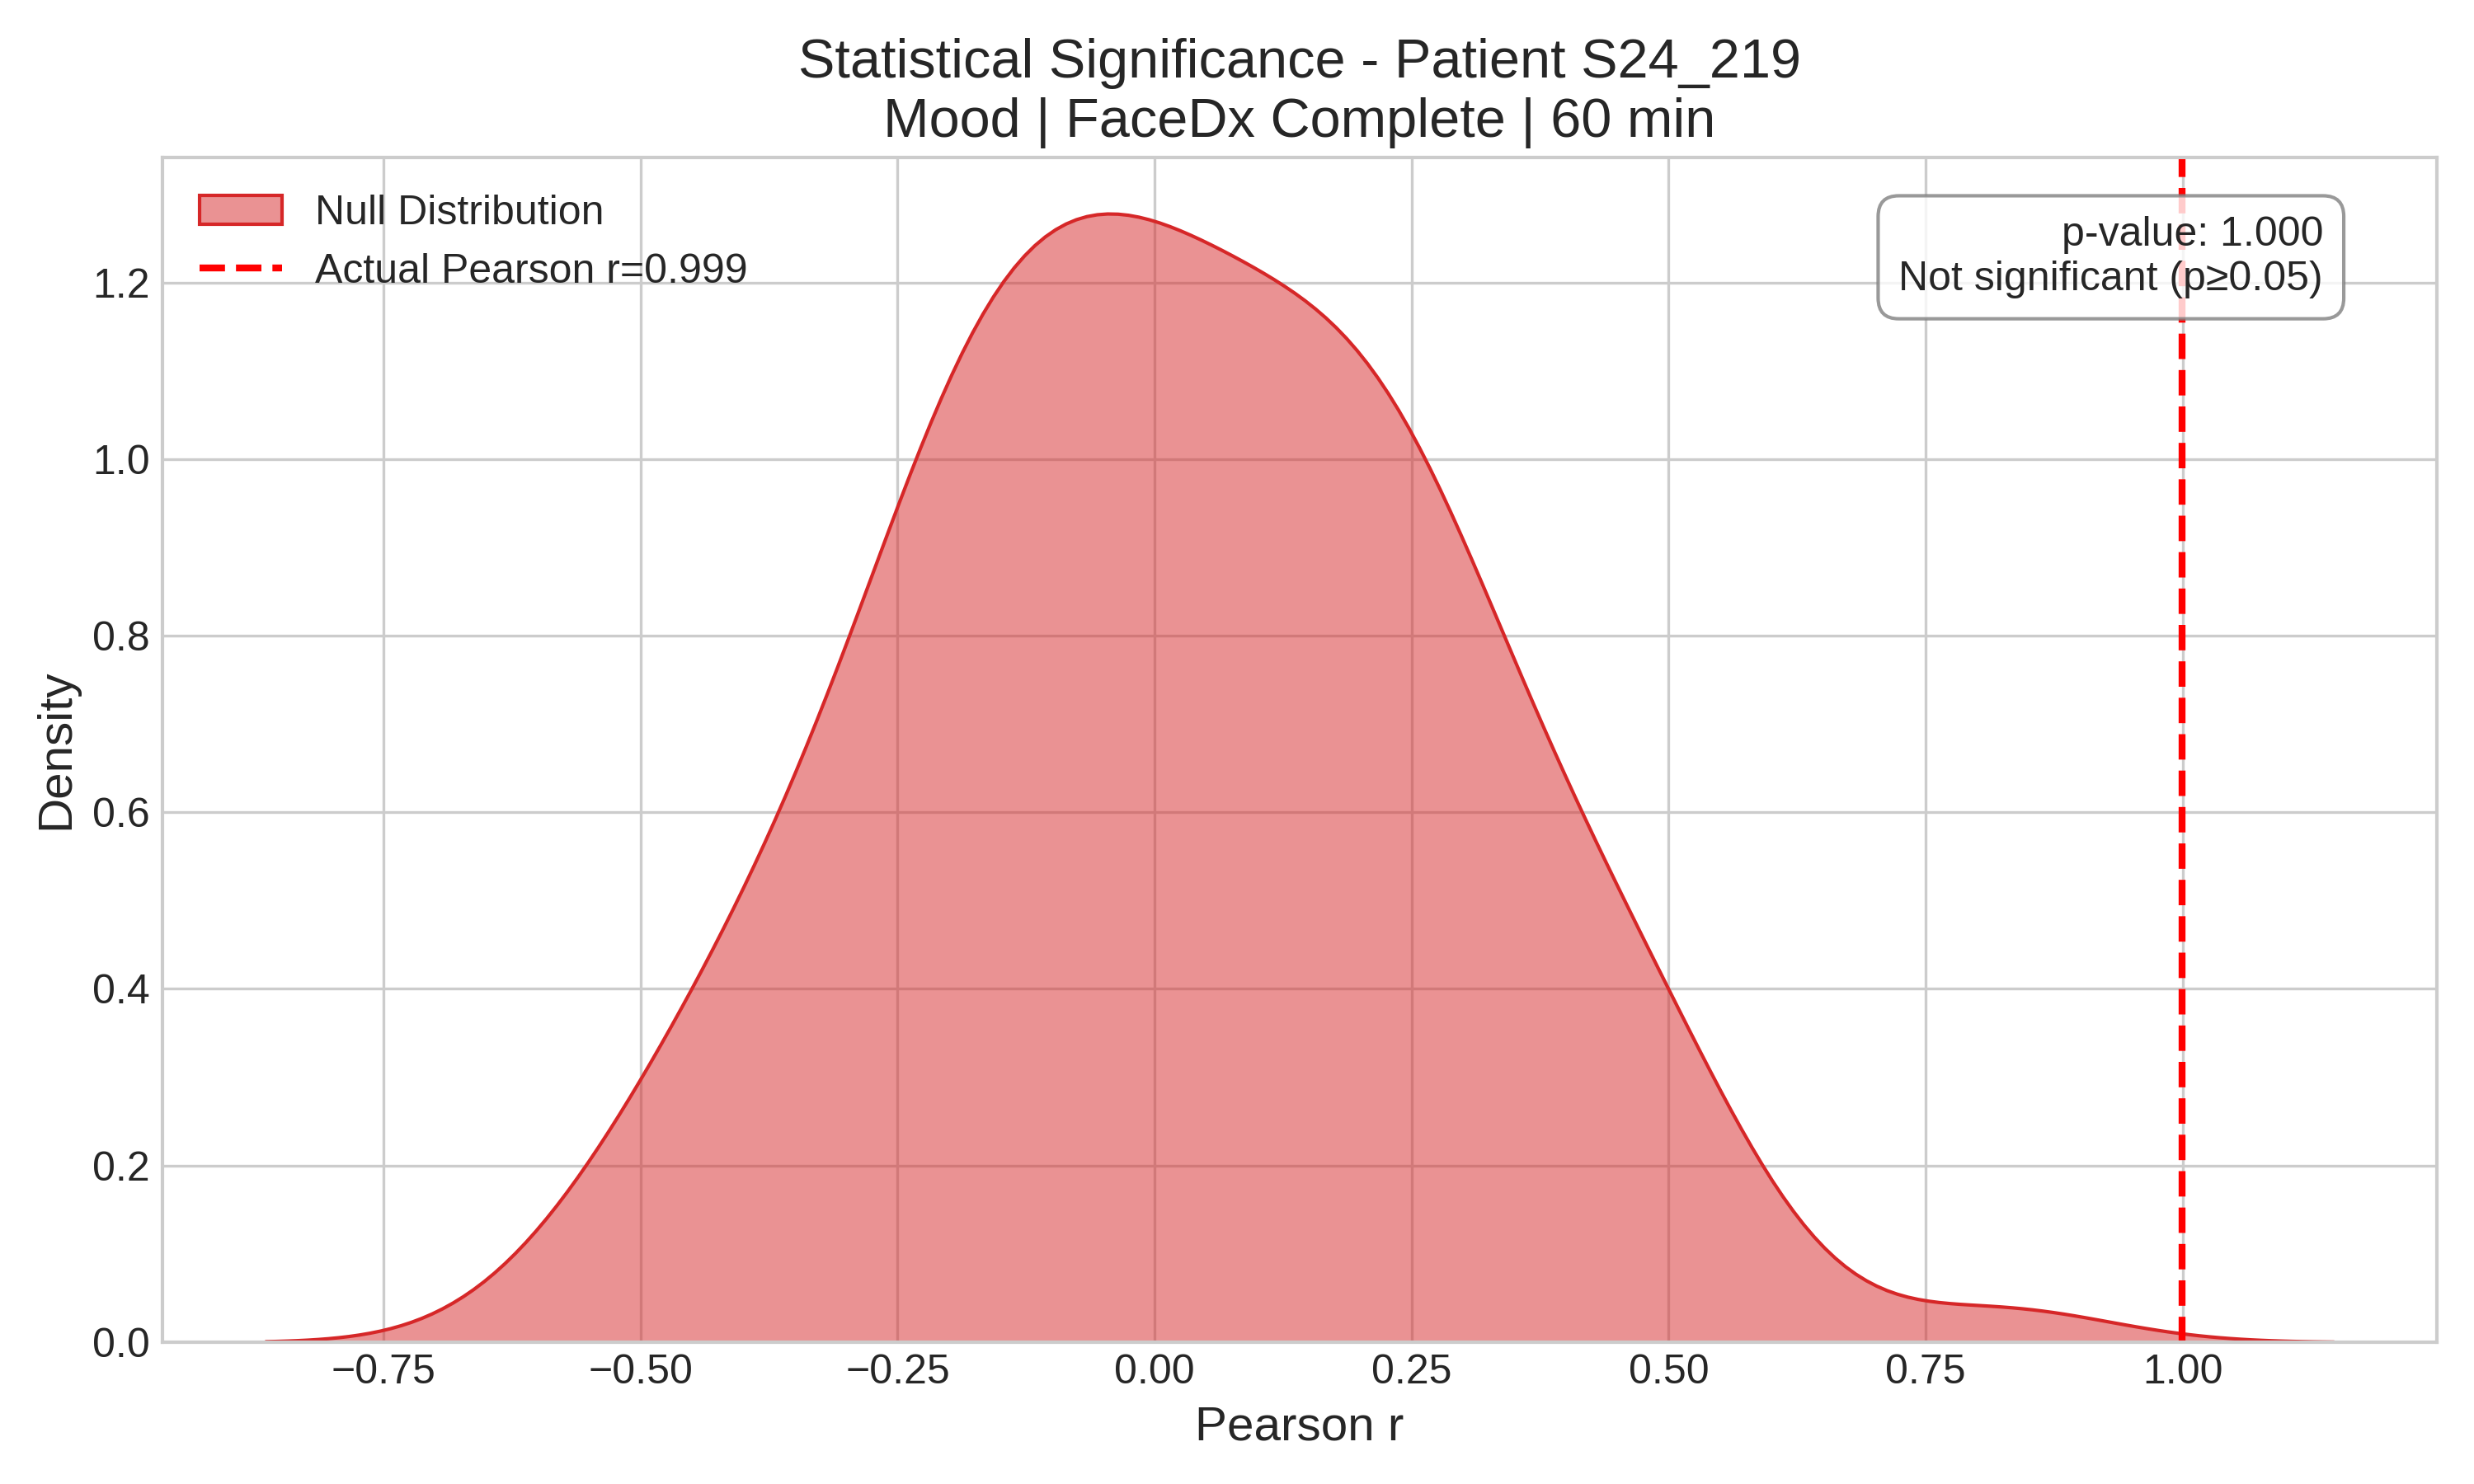 Statistical Significance - Patient S24_219
Mood | FaceDx Complete | 60 min
Null Distribution
Actual Pearson r=0.999
p-value: 1.000
Not significant (p≥0.05)
Density
1.2
1.0
0.8
0.6
0.4
0.2
0.0
−0.75 −0.50 −0.25 0.00 0.25 0.50 0.75 1.00
Pearson r